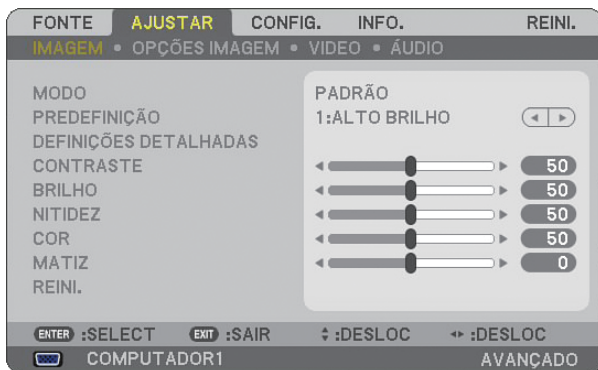 FONTE AJUSTAR CONFIG. INFO. REINI.
IMAGEM • OPÇÕES IMAGEM • VIDEO • ÁUDIO
MODO PADRÃO
PREDEFINIÇÃO 1:ALTO BRILHO
DEFINIÇÕES DETALHADAS
CONTRASTE 50
BRILHO 50
NITIDEZ 50
COR 50
MATIZ 0
REINI.
ENTER :SELECT EXIT :SAIR :DESLOC :DESLOC
COMPUTADOR1 AVANÇADO